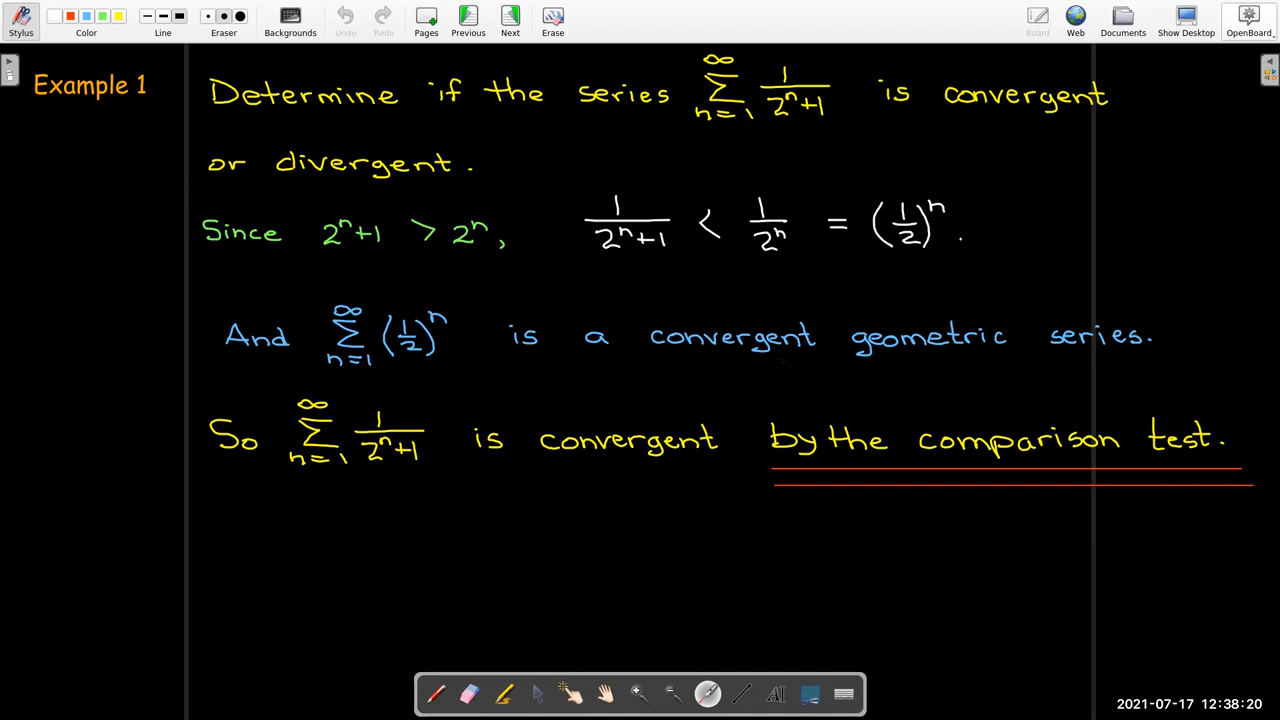 Stylus Color Line Eraser Backgrounds Undo Redo Pages Previous Next Erase Board Web Documents Show Desktop OpenBoard
Example 1 Determine if the series ∑_{n=1}^{∞} 1/(2^n+1) is convergent
or divergent.
Since 2^n+1 > 2^n, 1/(2^n+1) < 1/2^n = (1/2)^n.
And ∑_{n=1}^{∞} (1/2)^n is a convergent geometric series.
So ∑_{n=1}^{∞} 1/(2^n+1) is convergent by the comparison test.
AI
2021-07-17 12:38:20